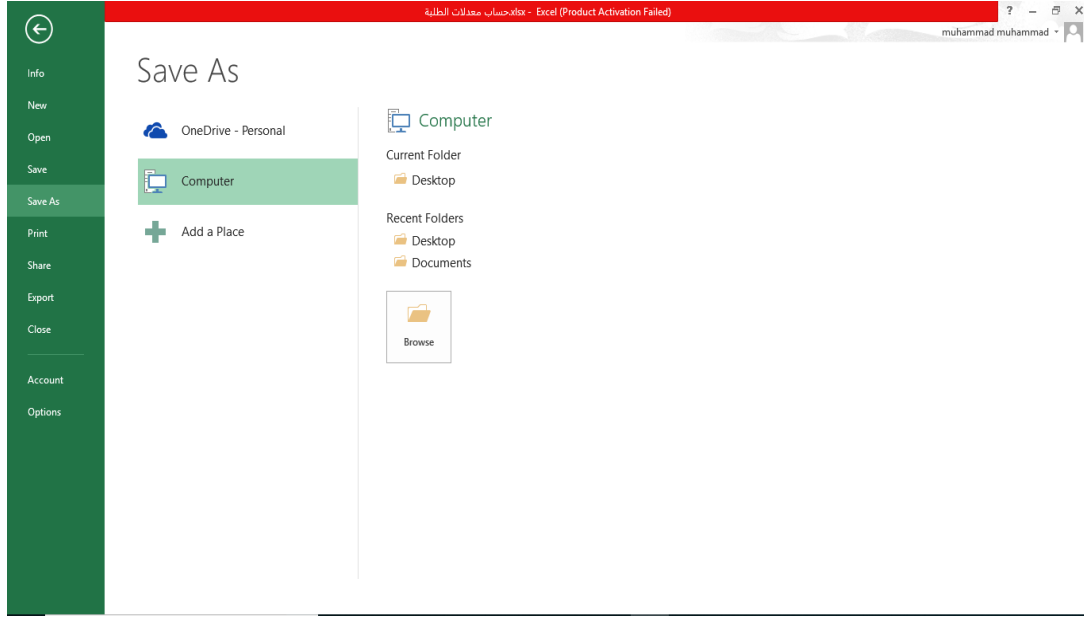 حساب معدلات الطلبة.xlsx - Excel (Product Activation Failed)
?
muhammad muhammad
Info
New
Open
Save
Save As
Print
Share
Export
Close
Account
Options
Save As
OneDrive - Personal
Computer
Add a Place
Computer
Current Folder
Desktop
Recent Folders
Desktop
Documents
Browse